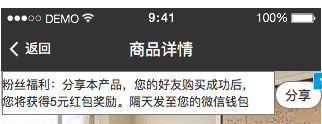 DEMO 9:41 100%
返回 商品详情
粉丝福利：分享本产品，您的好友购买成功后，
您将获得5元红包奖励。隔天发至您的微信钱包
分享